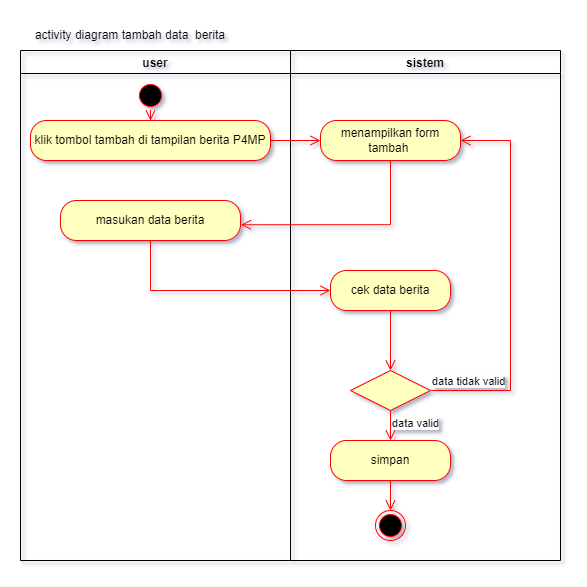 activity diagram tambah data  berita
user
sistem
klik tombol tambah di tampilan berita P4MP
menampilkan form
tambah
masukan data berita
cek data berita
data tidak valid
data valid
simpan